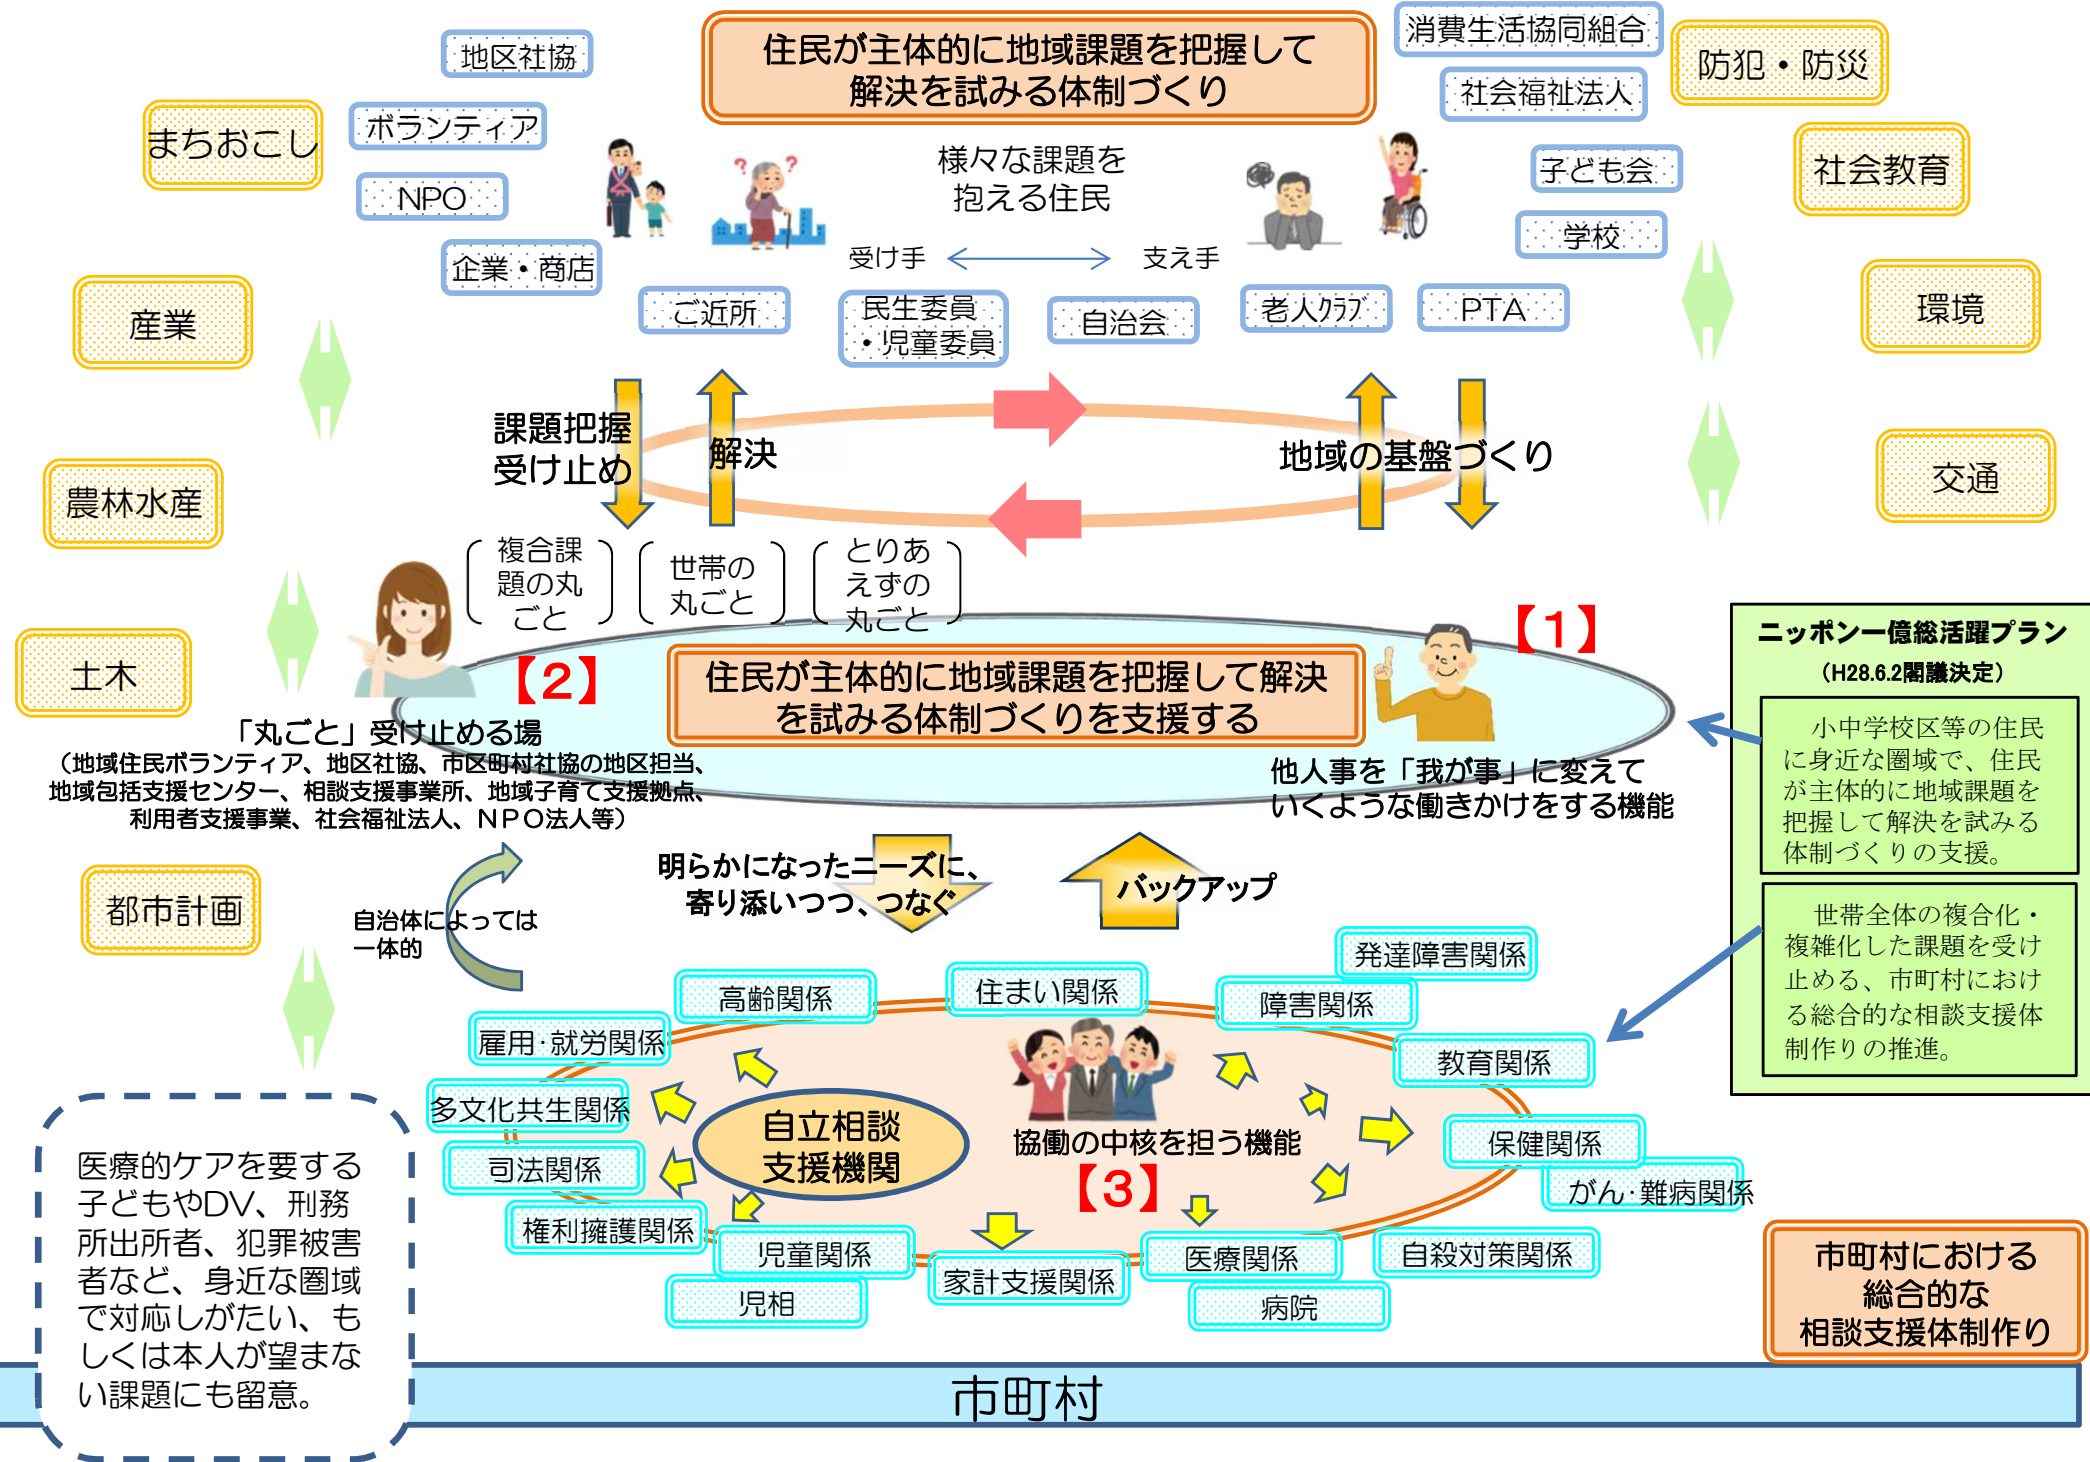 住民が主体的に地域課題を把握して
解決を試みる体制づくり
地区社協
ボランティア
NPO
企業・商店
ご近所
民生委員
・児童委員
自治会
老人クラブ
PTA
消費生活協同組合
社会福祉法人
子ども会
学校
まちおこし
産業
農林水産
土木
都市計画
防犯・防災
社会教育
環境
交通
様々な課題を
抱える住民
受け手
支え手
課題把握
受け止め
解決
地域の基盤づくり
複合課
題の丸
ごと
世帯の
丸ごと
とりあ
えずの
丸ごと
【1】
【2】
住民が主体的に地域課題を把握して解決
を試みる体制づくりを支援する
「丸ごと」受け止める場
（地域住民ボランティア、地区社協、市区町村社協の地区担当、
地域包括支援センター、相談支援事業所、地域子育て支援拠点、
利用者支援事業、社会福祉法人、NPO法人等）
他人事を「我が事」に変えて
いくような働きかけをする機能
ニッポン一億総活躍プラン
（H28.6.2閣議決定）
小中学校区等の住民
に身近な圏域で、住民
が主体的に地域課題を
把握して解決を試みる
体制づくりの支援。
世帯全体の複合化・
複雑化した課題を受け
止める、市町村におけ
る総合的な相談支援体
制作りの推進。
自治体によっては
一体的
明らかになったニーズに、
寄り添いつつ、つなぐ
バックアップ
高齢関係
住まい関係
障害関係
発達障害関係
雇用・就労関係
教育関係
多文化共生関係
保健関係
司法関係
がん・難病関係
権利擁護関係
児童関係
児相
家計支援関係
医療関係
病院
自殺対策関係
自立相談
支援機関
協働の中核を担う機能
【3】
医療的ケアを要する
子どもやDV、刑務
所出所者、犯罪被害
者など、身近な圏域
で対応しがたい、も
しくは本人が望まな
い課題にも留意。
市町村における
総合的な
相談支援体制作り
市町村